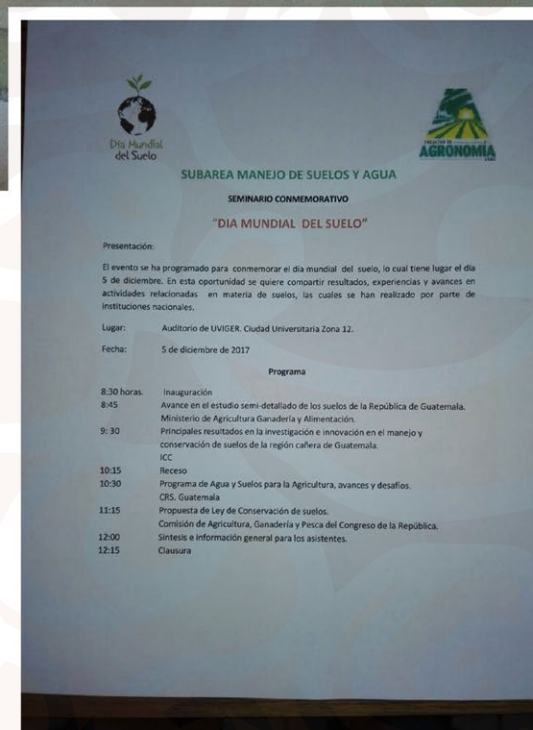 Día Mundial
del Suelo
FACULTAD DE
AGRONOMIA
SUBAREA MANEJO DE SUELOS Y AGUA
SEMINARIO CONMEMORATIVO
"DIA MUNDIAL DEL SUELO"
Presentación:
El evento se ha programado para conmemorar el día mundial del suelo, lo cual tiene lugar el día
5 de diciembre. En esta oportunidad se quiere compartir resultados, experiencias y avances en
actividades relacionadas en materia de suelos, las cuales se han realizado por parte de
instituciones nacionales.
Lugar: Auditorio de UVIGER. Ciudad Universitaria Zona 12.
Fecha: 5 de diciembre de 2017
Programa
8:30 horas. Inauguración
8:45 Avance en el estudio semi-detallado de los suelos de la República de Guatemala.
Ministerio de Agricultura Ganadería y Alimentación.
9: 30 Principales resultados en la investigación e innovación en el manejo y
conservación de suelos de la región cañera de Guatemala.
ICC
10:15 Receso
10:30 Programa de Agua y Suelos para la Agricultura, avances y desafíos.
CRS. Guatemala
11:15 Propuesta de Ley de Conservación de suelos.
Comisión de Agricultura, Ganadería y Pesca del Congreso de la República.
12:00 Síntesis e información general para los asistentes.
12:15 Clausura